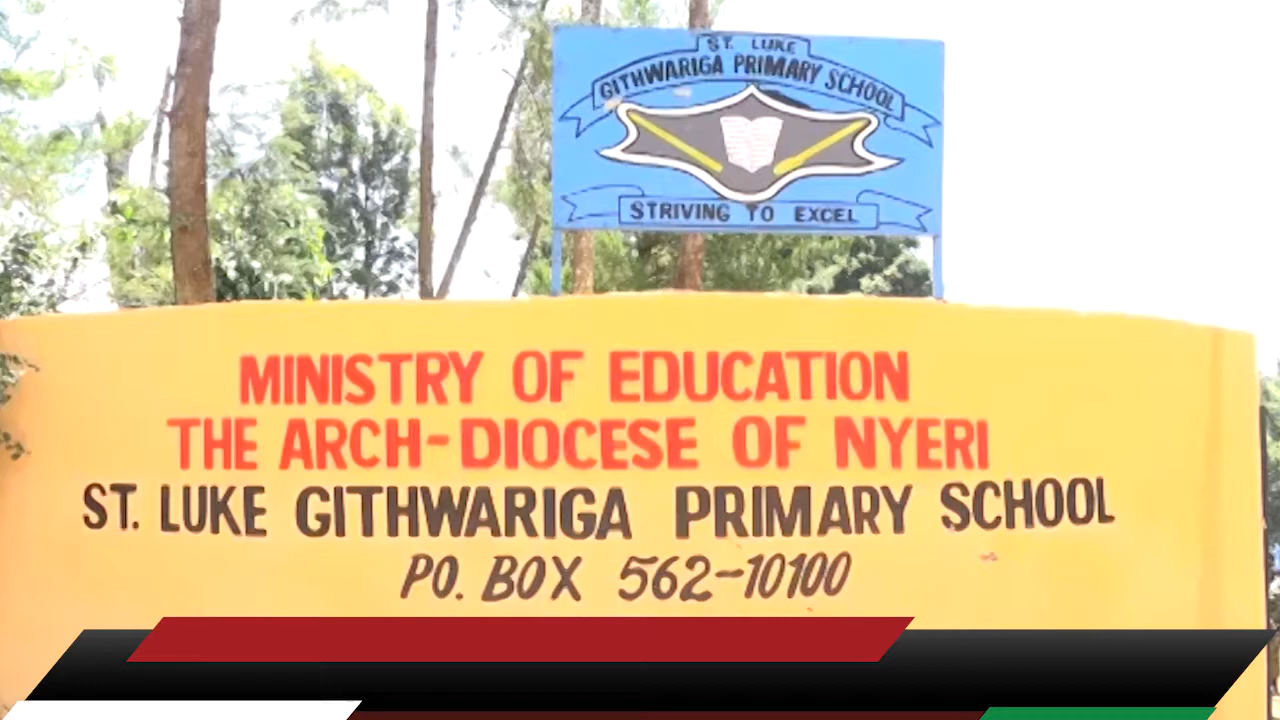 ST. LUKE
GITHWARIGA PRIMARY SCHOOL
STRIVING TO EXCEL
MINISTRY OF EDUCATION
THE ARCH-DIOCESE OF NYERI
ST. LUKE GITHWARIGA PRIMARY SCHOOL
PO. BOX 562-10100